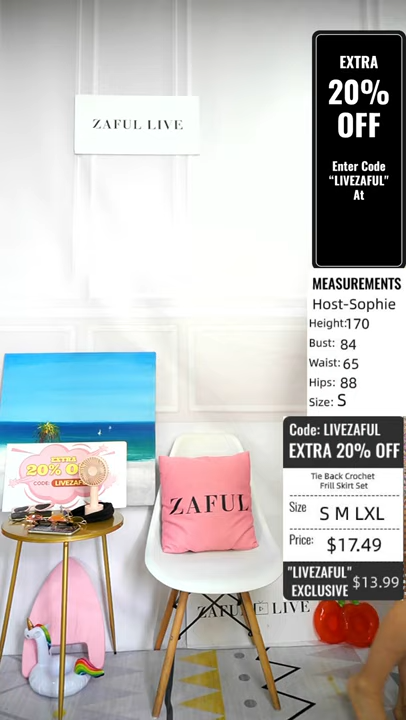 ZAFUL LIVE
EXTRA
20%
OFF
Enter Code
“LIVEZAFUL”
At
MEASUREMENTS
Host-Sophie
Height:170
Bust: 84
Waist: 65
Hips: 88
Size: S
Code: LIVEZAFUL
EXTRA 20% OFF
Tie Back Crochet
Frill Skirt Set
Size S M LXL
Price: $17.49
"LIVEZAFUL"
EXCLUSIVE $13.99
EXTRA
20% O
CODE LIVEZAF
ZAFUL
ZAFU LIVE